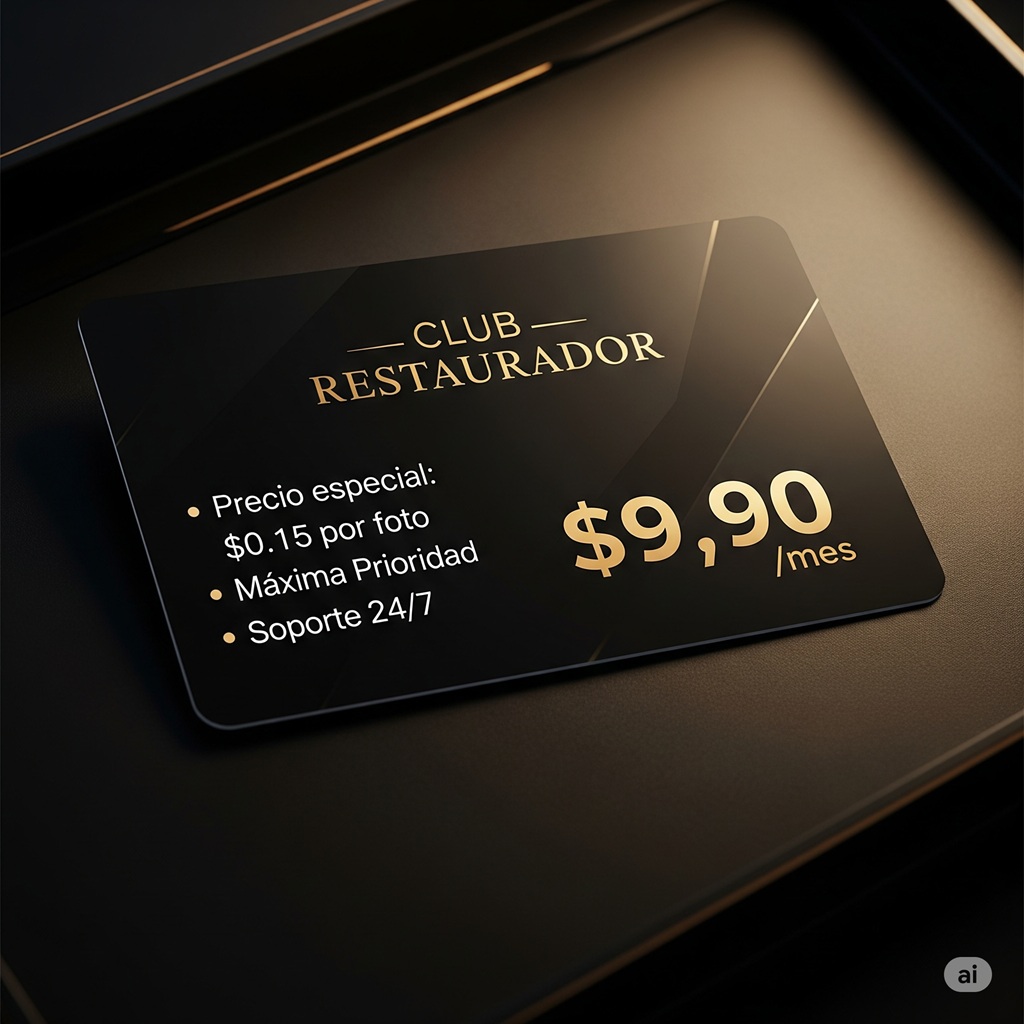 CLUB
RESTAURADOR
• Precio especial:
$0.15 por foto
• Máxima Prioridad
• Soporte 24/7
$9,90
/mes
ai